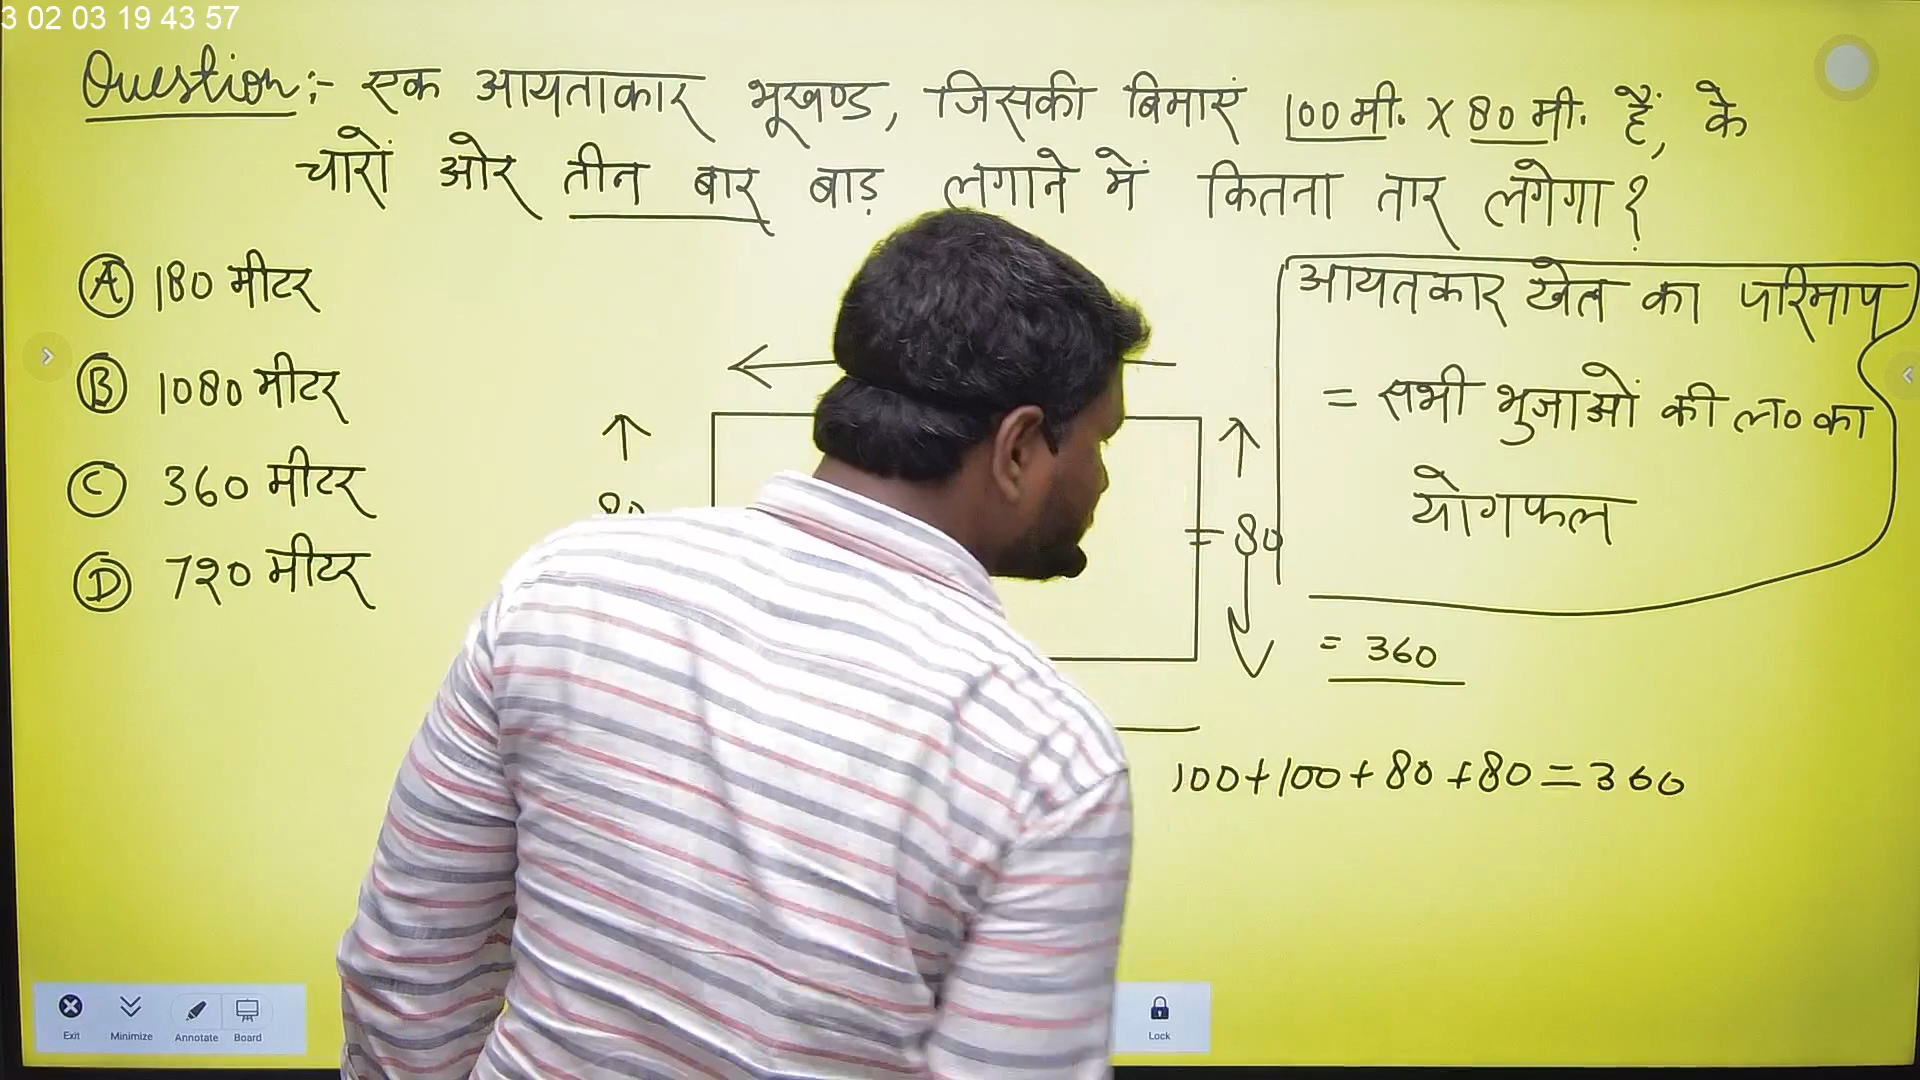 3 02 03 19 43 57
Question:- एक आयताकार भूखण्ड, जिसकी बिमाएं 100 मी. X 80 मी. हैं, के
चारों ओर तीन बार बाड़ लगाने में कितना तार लगेगा?
(A) 180 मीटर
(B) 1080 मीटर
(C) 360 मीटर
(D) 720 मीटर
80
= 80
आयतकार खेत का परिमाप
= सभी भुजाओं की ल० का
योगफल
= 360
100+100+80+80=360
Exit
Minimize
Annotate
Board
Lock